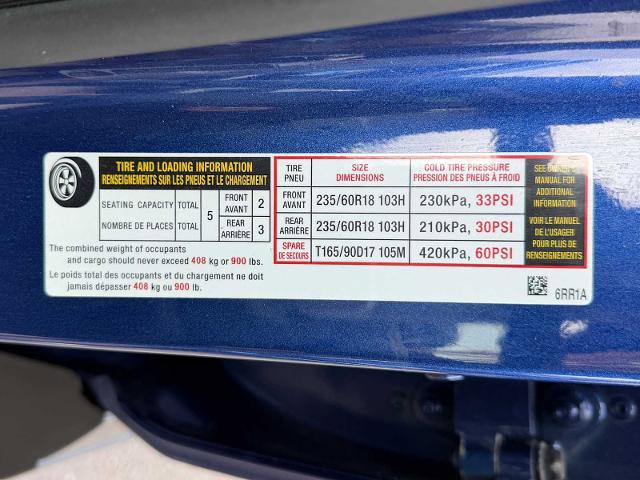 TIRE AND LOADING INFORMATION
RENSEIGNEMENTS SUR LES PNEUS ET LE CHARGEMENT
SEATING CAPACITY TOTAL
NOMBRE DE PLACES TOTAL
5
FRONT
AVANT 2
REAR
ARRIÈRE 3
The combined weight of occupants
and cargo should never exceed 408 kg or 900 lbs.
Le poids total des occupants et du chargement ne doit
jamais dépasser 408 kg ou 900 lb.
TIRE
PNEU
SIZE
DIMENSIONS
COLD TIRE PRESSURE
PRESSION DES PNEUS À FROID
FRONT
AVANT
235/60R18 103H
230kPa, 33PSI
REAR
ARRIÈRE
235/60R18 103H
210kPa, 30PSI
SPARE
DE SECOURS
T165/90D17 105M
420kPa, 60PSI
SEE OWNER'S
MANUAL FOR
ADDITIONAL
INFORMATION
VOIR LE MANUEL
DE L'USAGER
POUR PLUS DE
RENSEIGNEMENTS
6RR1A